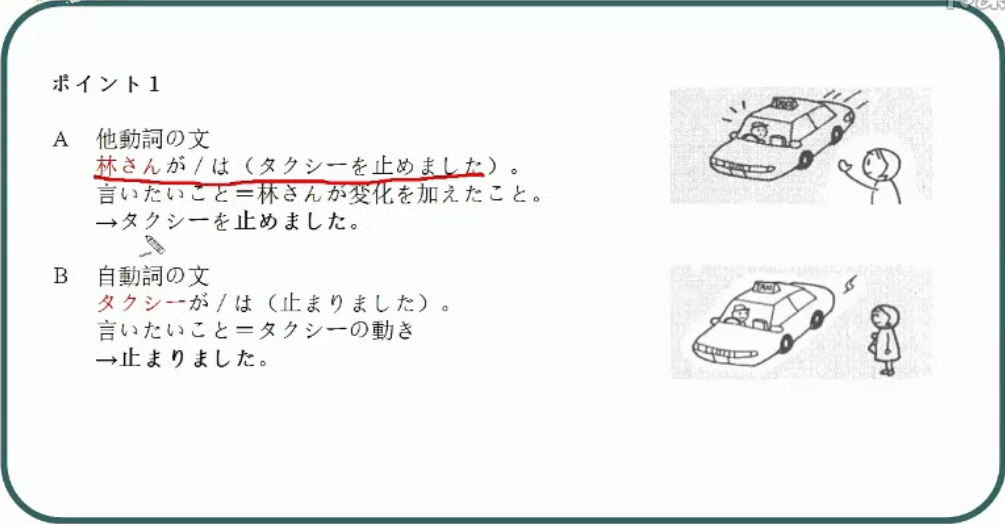 ポイント1
A 他動詞の文
林さんが/は(タクシーを止めました)。
言いたいこと=林さんが変化を加えたこと。
→タクシーを止めました。
B 自動詞の文
タクシーが/は(止まりました)。
言いたいこと=タクシーの動き
→止まりました。